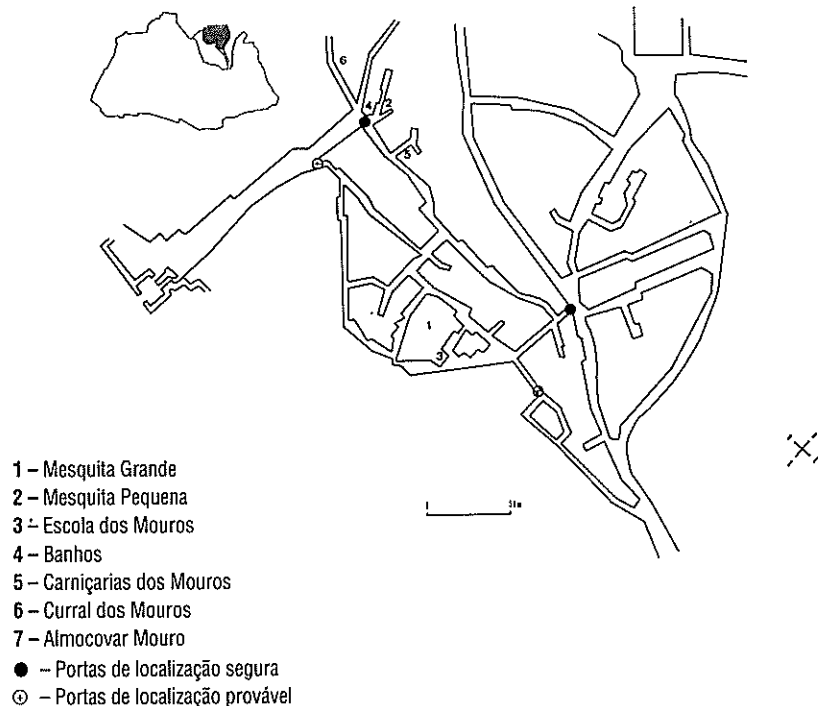 6
4
2
5
1
3
1 – Mesquita Grande
2 – Mesquita Pequena
3 – Escola dos Mouros
4 – Banhos
5 – Carniçarias dos Mouros
6 – Curral dos Mouros
7 – Almocovar Mouro
● – Portas de localização segura
⊕ – Portas de localização provável